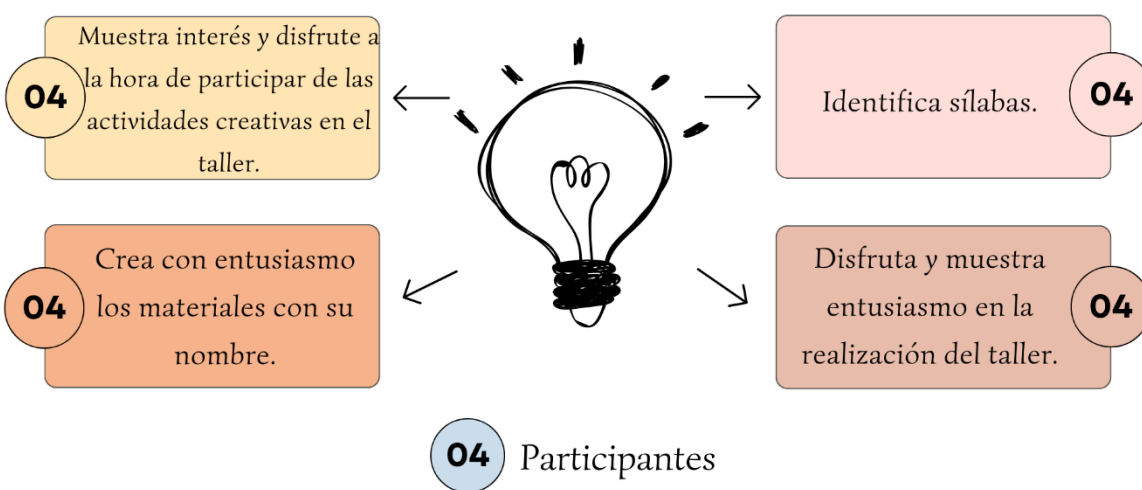 Muestra interés y disfrute a
la hora de participar de las
actividades creativas en el
taller.
04
Identifica sílabas.
04
Crea con entusiasmo
los materiales con su
nombre.
04
Disfruta y muestra
entusiasmo en la
realización del taller.
04
04 Participantes